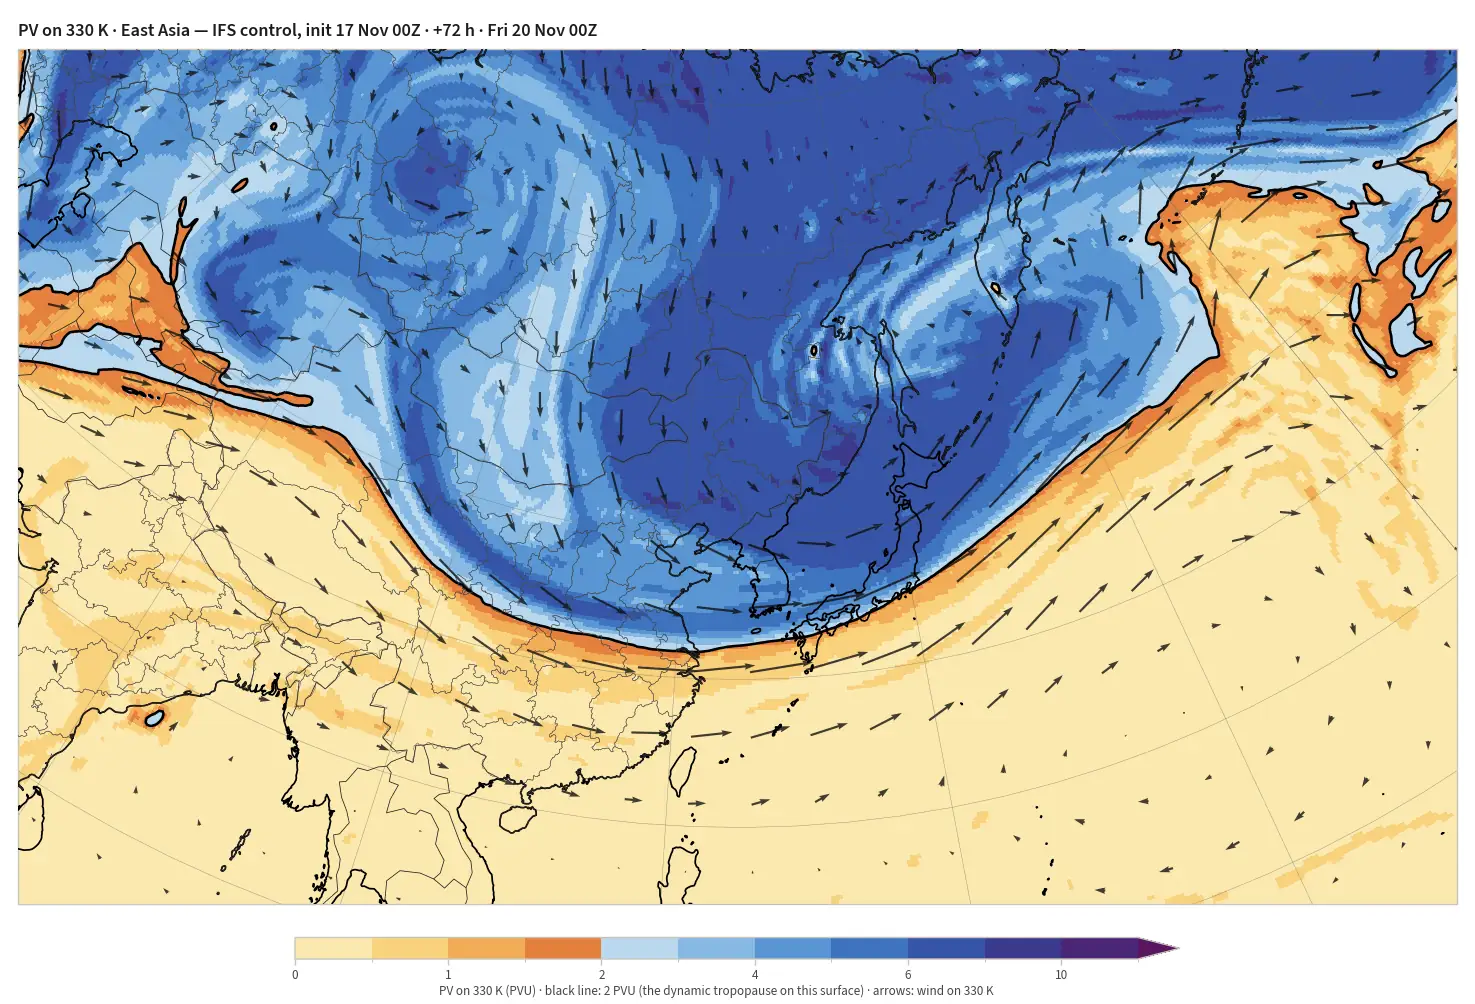 PV on 330 K · East Asia — IFS control, init 17 Nov 00Z · +72 h · Fri 20 Nov 00Z
0 1 2 4 6 10
PV on 330 K (PVU) · black line: 2 PVU (the dynamic tropopause on this surface) · arrows: wind on 330 K